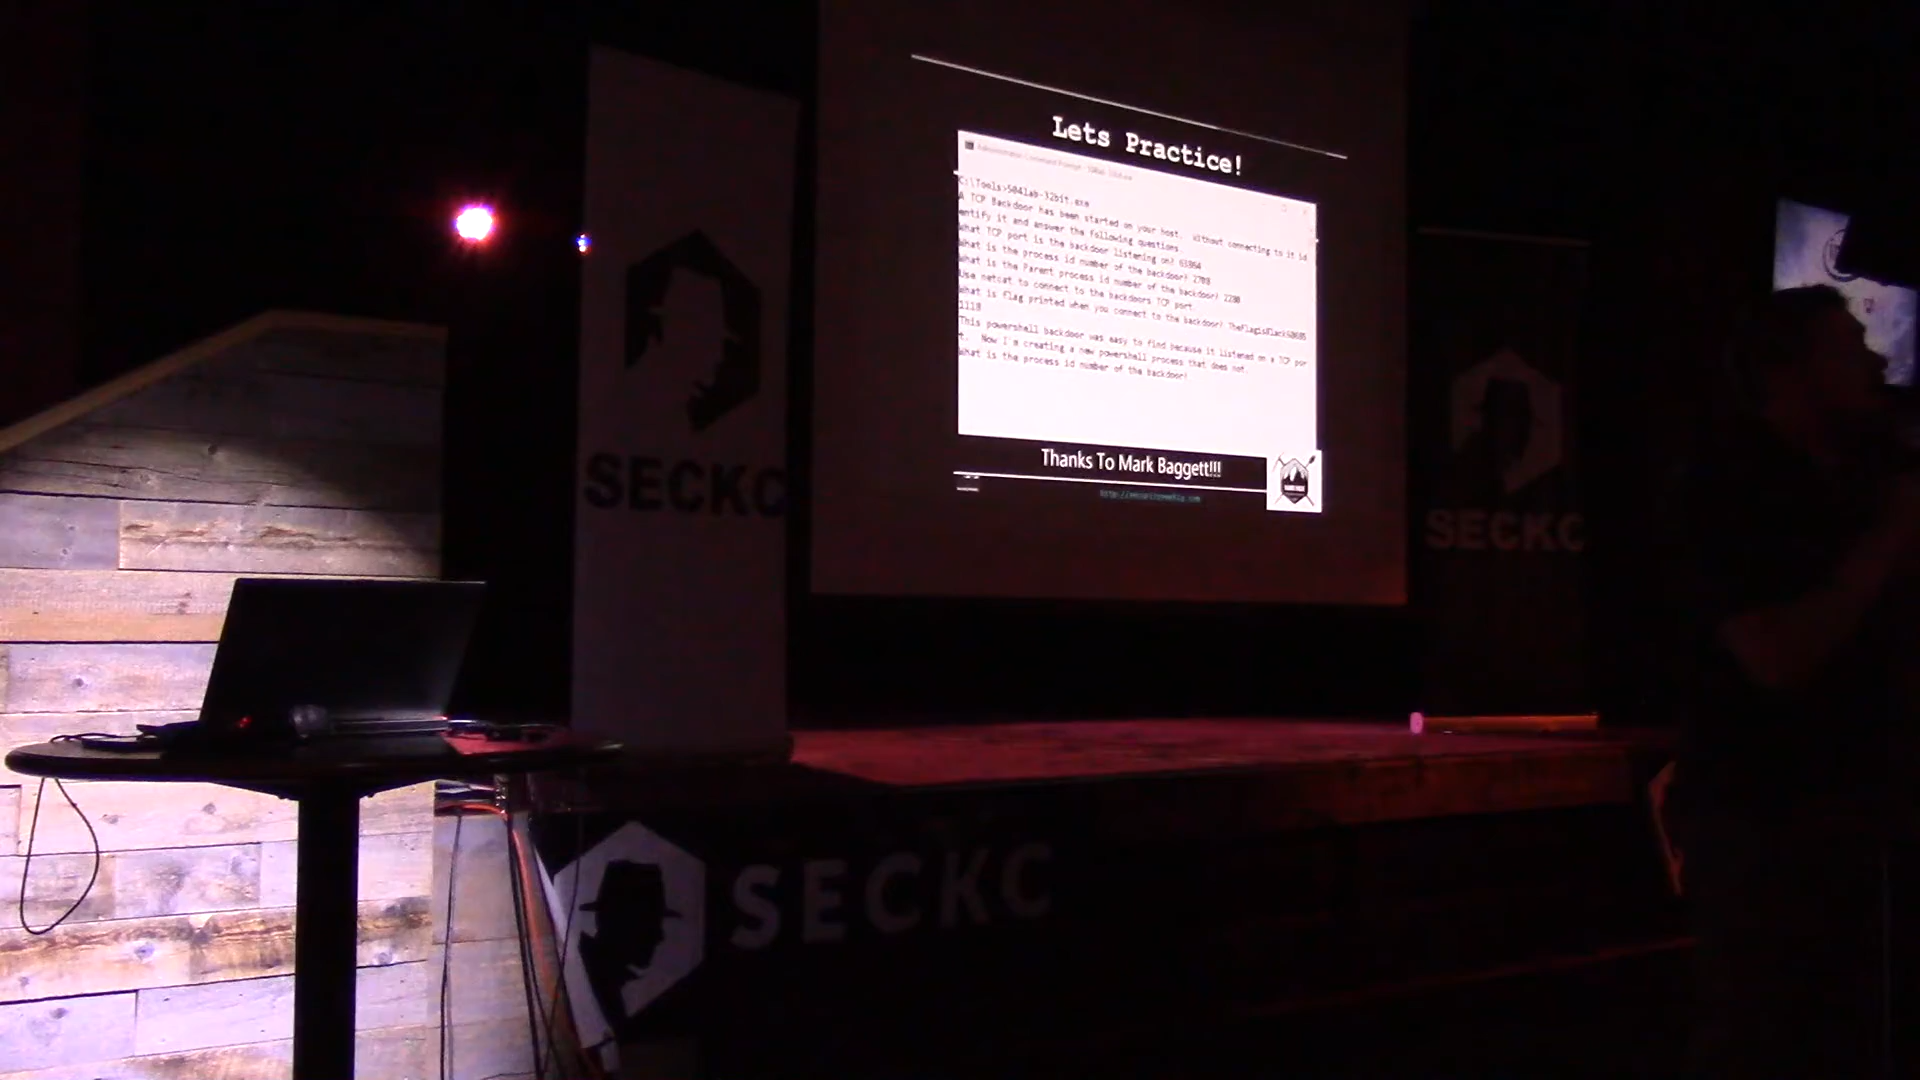 Lets Practice!
C:\Tools>504lab-32bit.exe
A TCP Backdoor has been started on your host. Without connecting to it id
entify it and answer the following questions.
What TCP port is the backdoor listening on? 63864
What is the process id number of the backdoor? 2788
What is the Parent process id number of the backdoor? 2280
Use netcat to connect to the backdoors TCP port.
What is flag printed when you connect to the backdoor?
1110
This powershell backdoor was easy to find because it listened on a TCP por
t. Now I'm creating a new powershell process that does not.
What is the process id number of the backdoor?
Thanks To Mark Baggett!!!
SECKC
SECKC
SECKC